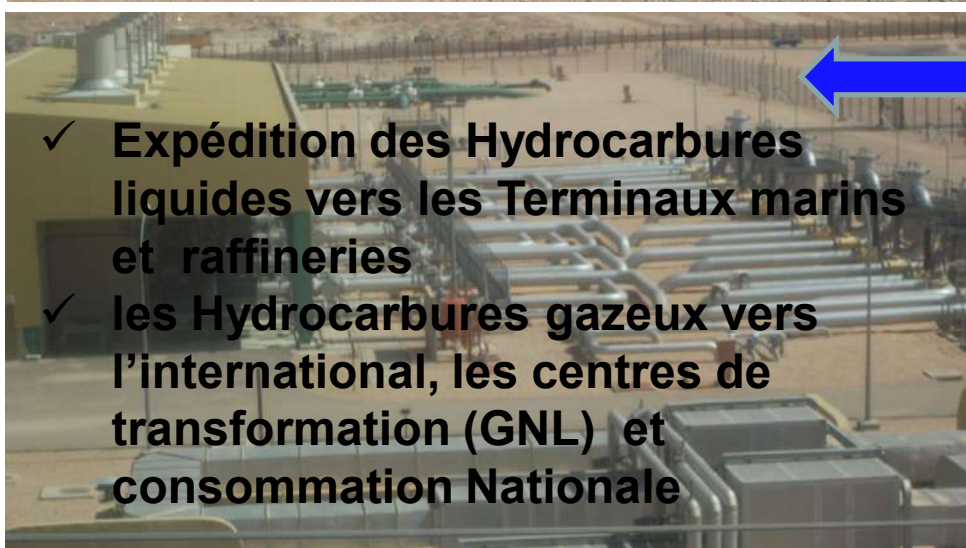 ✓ Expédition des Hydrocarbures
liquides vers les Terminaux marins
et raffineries
✓ les Hydrocarbures gazeux vers
l’international, les centres de
transformation (GNL) et
consommation Nationale